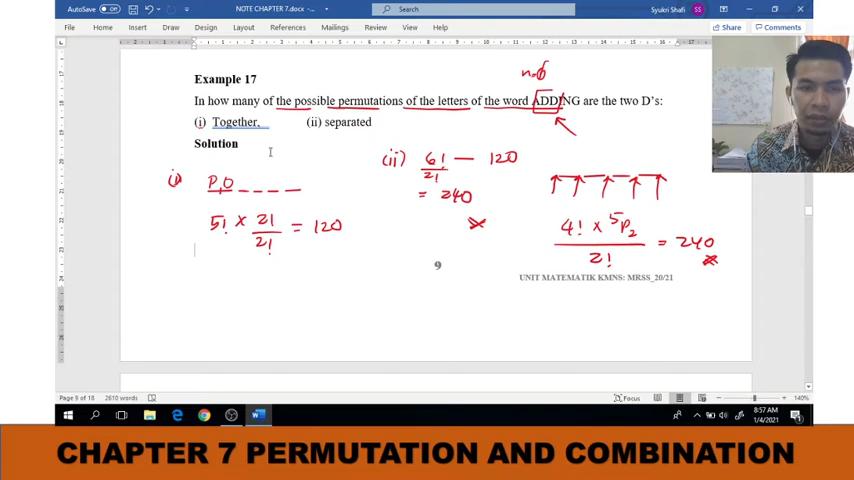 AutoSave Off
NOTE CHAPTER 7.docx -...
Search
Syukri Shafi SS
File Home Insert Draw Design Layout References Mailings Review View Help
Share Comments
Example 17
n=6
In how many of the possible permutations of the letters of the word ADDING are the two D's:
(i) Together, (ii) separated
Solution
(i) D, D
5! × 2!/2! = 120
(ii) 6!/2! — 120
= 240
4! × ⁵P₂ / 2! = 240
9
UNIT MATEMATIK KMNS: MRSS_20/21
Page 9 of 18 2610 words
Focus
140%
8:57 AM
1/4/2021
CHAPTER 7 PERMUTATION AND COMBINATION